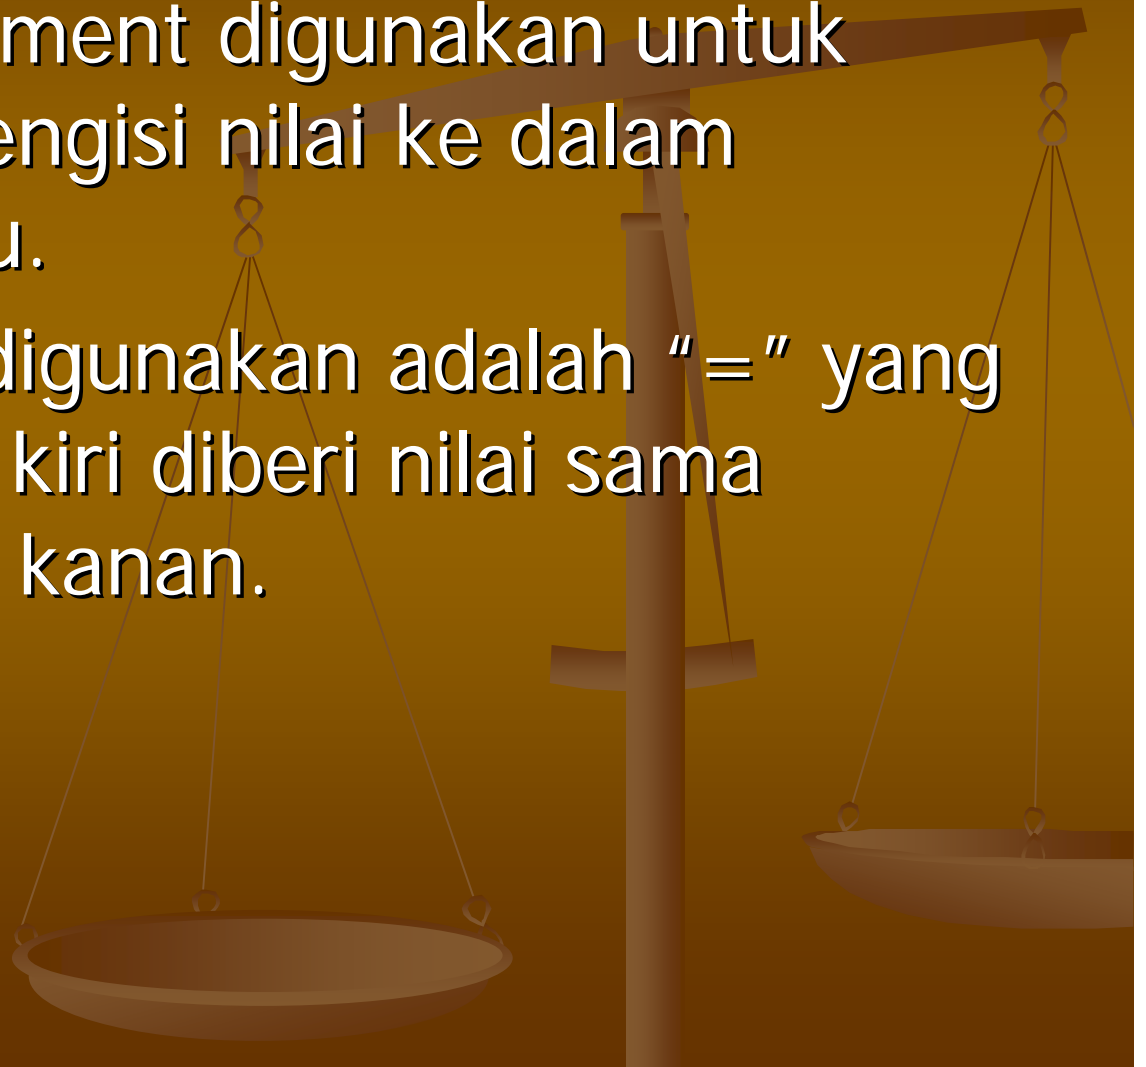 ment digunakan untuk
engisi nilai ke dalam
u.
digunakan adalah “=” yang
kiri diberi nilai sama
kanan.